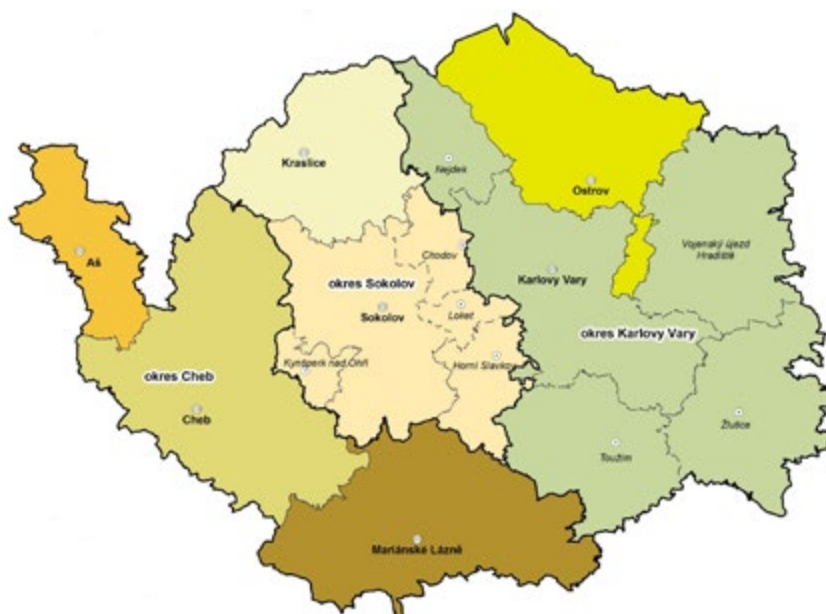 Kraslice
Nejdek
Ostrov
Aš
Vojenský újezd
Hradiště
Chodov
Karlovy Vary
okres Sokolov
Sokolov
Loket
okres Karlovy Vary
Kynšperk nad Ohří
Horní Slavkov
okres Cheb
Cheb
Žlutice
Toužim
Mariánské Lázně